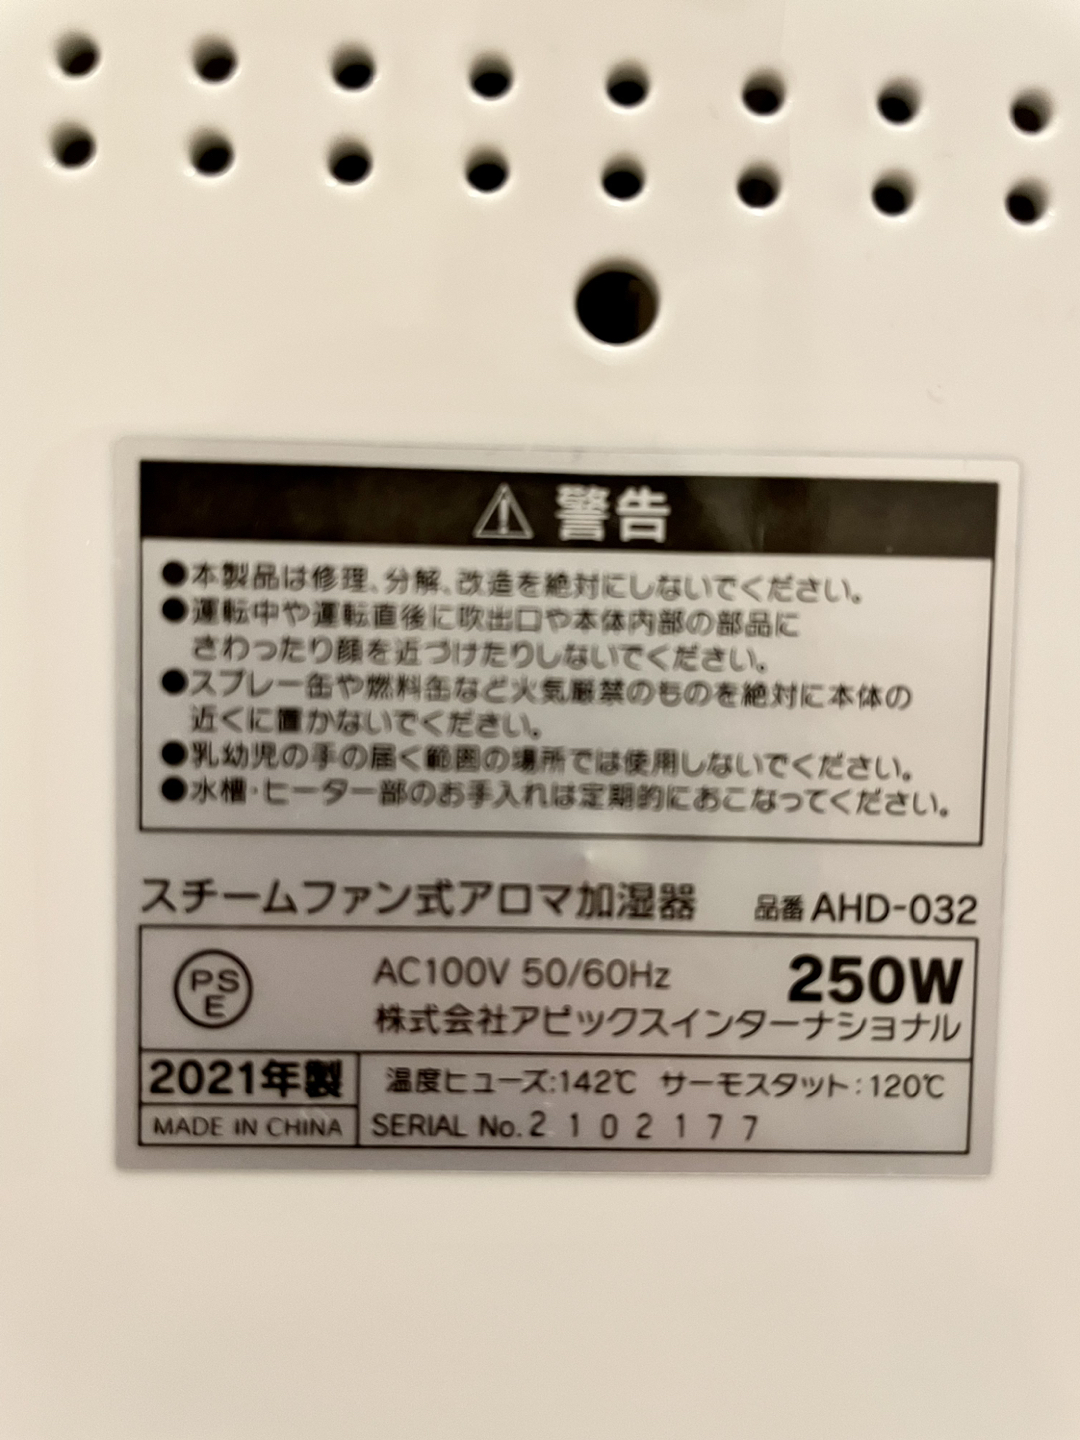 ⚠ 警告
●本製品は修理、分解、改造を絶対にしないでください。
●運転中や運転直後に吹出口や本体内部の部品に
さわったり顔を近づけたりしないでください。
●スプレー缶や燃料缶など火気厳禁のものを絶対に本体の
近くに置かないでください。
●乳幼児の手の届く範囲の場所では使用しないでください。
●水槽・ヒーター部のお手入れは定期的におこなってください。
スチームファン式アロマ加湿器 品番 AHD-032
PS
E
AC100V 50/60Hz 250W
株式会社アピックスインターナショナル
2021年製 温度ヒューズ:142℃ サーモスタット:120℃
MADE IN CHINA SERIAL No. 2102177